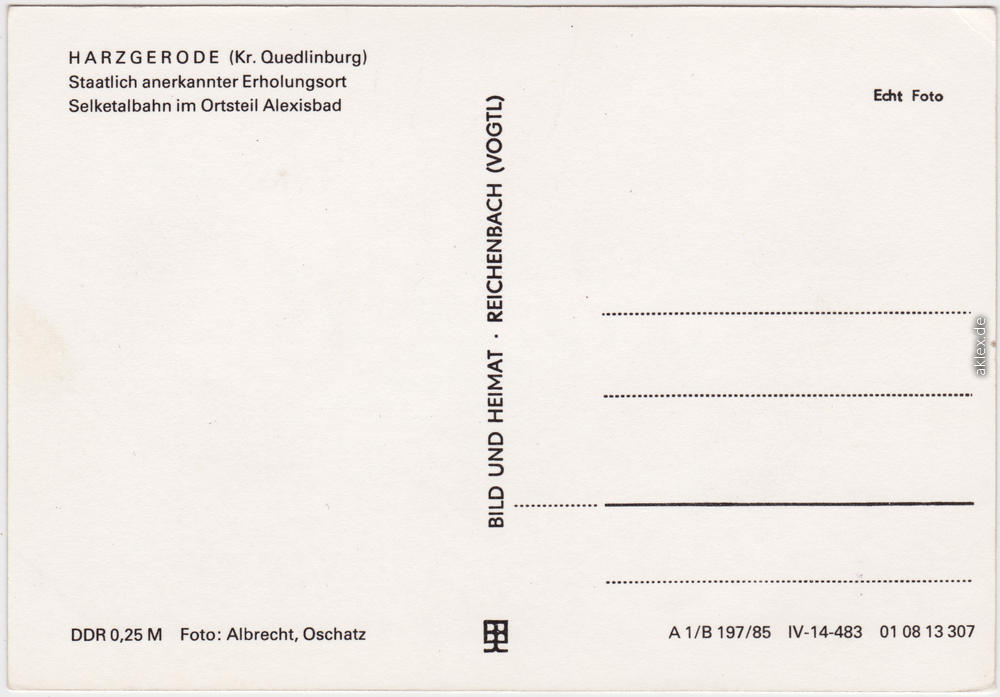 HARZGERODE (Kr. Quedlinburg)
Staatlich anerkannter Erholungsort
Selketalbahn im Ortsteil Alexisbad
Echt Foto
BILD UND HEIMAT · REICHENBACH (VOGTL)
aklex.de
DDR 0,25 M Foto: Albrecht, Oschatz
A 1/B 197/85 IV-14-483 01 08 13 307